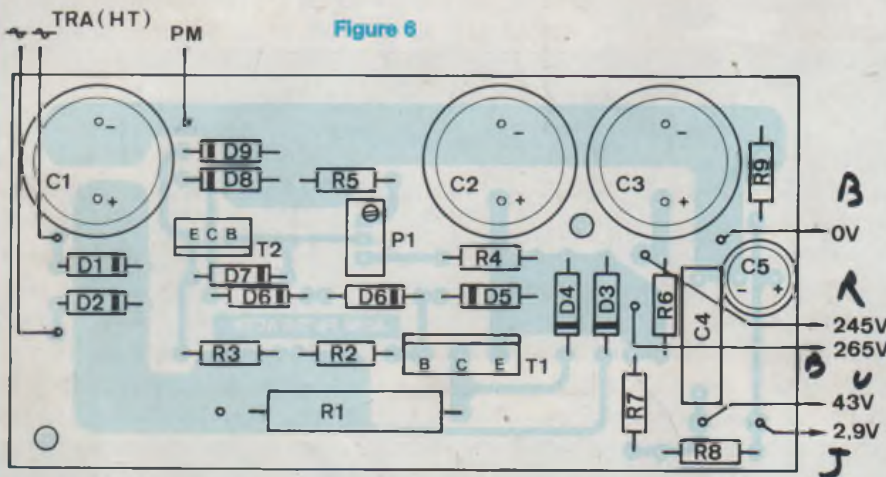 TRA(HT)
PM
Figure 6
C1
- +
D9
D8
R5
C2
- +
C3
- +
R9
B
0V
E C B
T2
P1
D1
D7
R4
C5
- +
D2
D6
D6
D5
D4
D3
R6
C4
245V
265V
R3
R2
B C E
T1
B U
43V
R1
R7
2,9V
R8
J